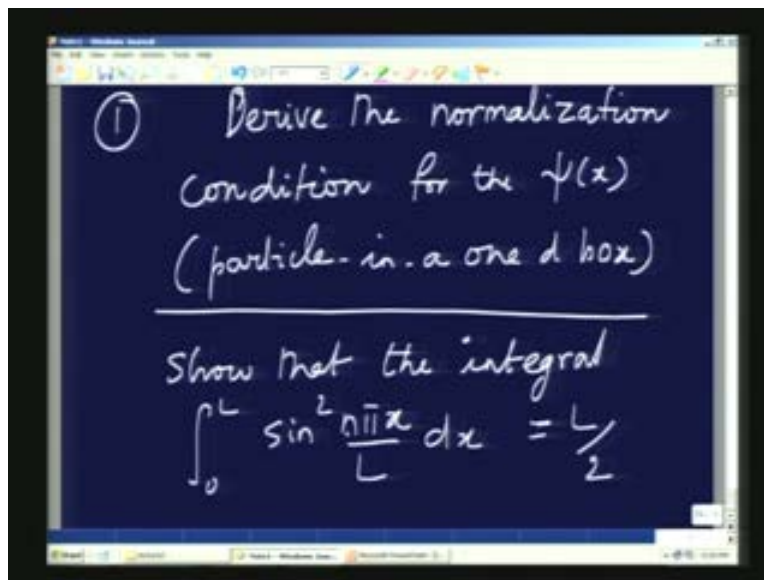 ① Derive the normalization
condition for the ψ(x)
(particle-in-a one d box)
Show that the integral
∫₀ᴸ sin² nπx/L dx = L/2